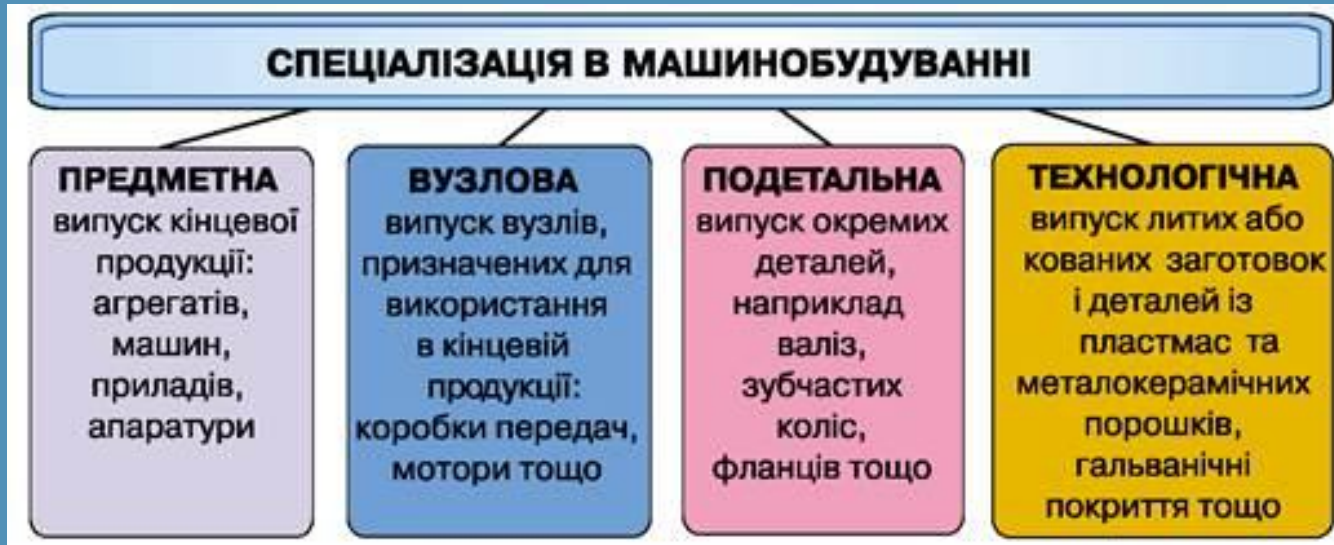 СПЕЦІАЛІЗАЦІЯ В МАШИНОБУДУВАННІ
ПРЕДМЕТНА
випуск кінцевої
продукції:
агрегатів,
машин,
приладів,
апаратури
ВУЗЛОВА
випуск вузлів,
призначених для
використання
в кінцевій
продукції:
коробки передач,
мотори тощо
ПОДЕТАЛЬНА
випуск окремих
деталей,
наприклад
валіз,
зубчастих
коліс,
фланців тощо
ТЕХНОЛОГІЧНА
випуск литих або
кованих заготовок
і деталей із
пластмас та
металокерамічних
порошків,
гальванічні
покриття тощо